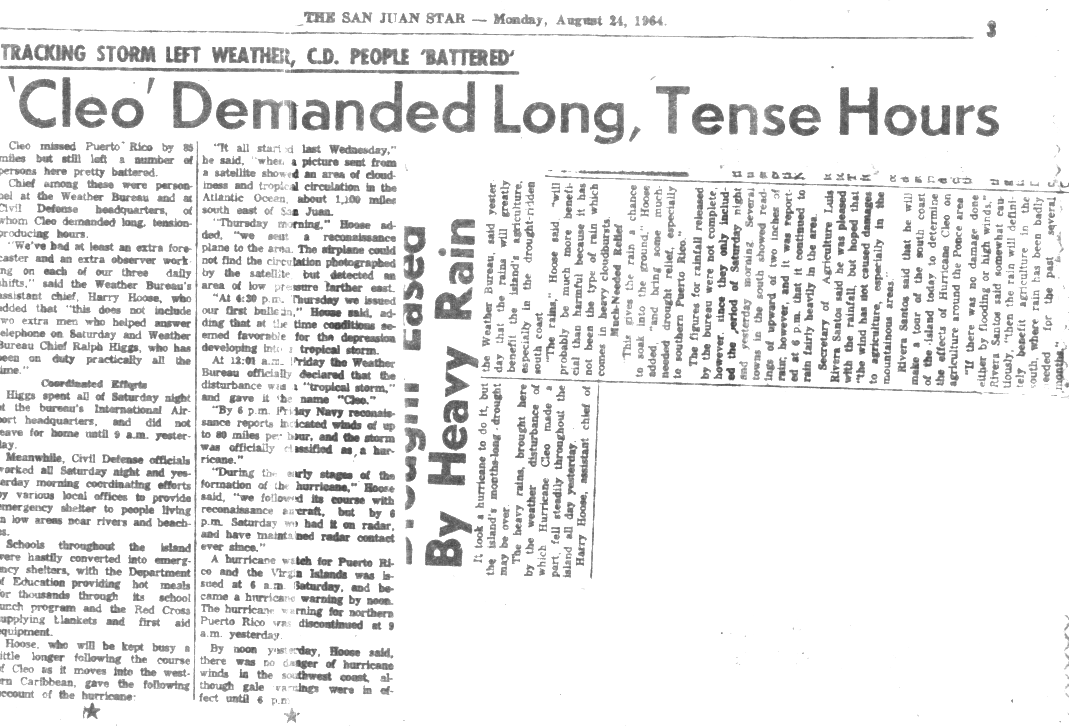 THE SAN JUAN STAR — Monday, August 24, 1964.
3
TRACKING STORM LEFT WEATHER, C.D. PEOPLE 'BATTERED'
'Cleo' Demanded Long, Tense Hours
Cleo missed Puerto Rico by 85
miles but still left a number of
persons here pretty battered.
Chief among these were person-
nel at the Weather Bureau and at
Civil Defense headquarters, of
whom Cleo demanded long, tension-
producing hours.
"We've had at least an extra fore-
caster and an extra observer work-
ing on each of our three daily
shifts," said the Weather Bureau's
assistant chief, Harry Hoose, who
added that "this does not include
two extra men who helped answer
telephone on Saturday and Weather
Bureau Chief Ralph Higgs, who has
been on duty practically all the
time."
Coordinated Efforts
Higgs spent all of Saturday night
at the bureau's International Air-
port headquarters, and did not
leave for home until 9 a.m. yester-
day.
Meanwhile, Civil Defense officials
worked all Saturday night and yes-
terday morning coordinating efforts
by various local offices to provide
emergency shelter to people living
in low areas near rivers and beach-
es.
Schools throughout the island
were hastily converted into emerg-
ency shelters, with the Department
of Education providing hot meals
for thousands through its school
lunch program and the Red Cross
supplying blankets and first aid
equipment.
Hoose, who will be kept busy a
little longer following the course
of Cleo as it moves into the west-
ern Caribbean, gave the following
account of the hurricane:
"It all started last Wednesday,"
he said, "when a picture sent from
a satellite showed an area of cloud-
iness and tropical circulation in the
Atlantic Ocean, about 1,100 miles
south east of San Juan.
"Thursday morning," Hoose ad-
ded, "we sent a reconaissance
plane to the area. The airplane could
not find the circulation photographed
by the satellite but detected an
area of low pressure farther east.
"At 6:30 p.m. Thursday we issued
our first bulletin," Hoose said, ad-
ding that at the time conditions se-
emed favorable for the depression
developing into a tropical storm.
At 12:01 a.m. Friday the Weather
Bureau officially declared that the
disturbance was a "tropical storm,"
and gave it the name "Cleo."
"By 6 p.m. Friday Navy reconais-
sance reports indicated winds of up
to 80 miles per hour, and the storm
was officially classified as a hur-
ricane."
"During the early stages of the
formation of the hurricane," Hoose
said, "we followed its course with
reconaissance aircraft, but by 6
p.m. Saturday we had it on radar,
and have maintained radar contact
ever since."
A hurricane watch for Puerto Ri-
co and the Virgin Islands was is-
sued at 6 a.m. Saturday, and be-
came a hurricane warning by noon.
The hurricane warning for northern
Puerto Rico was discontinued at 9
a.m. yesterday.
By noon yesterday, Hoose said,
there was no danger of hurricane
winds in the southwest coast, al-
though gale warnings were in ef-
fect until 6 p.m.
Drought Eased
By Heavy Rain
It took a hurricane to do it, but
the island's months-long drought
may be over.
The heavy rains, brought here
by the weather disturbance of
which Hurricane Cleo made a
part, fell steadily throughout the
island all day yesterday.
Harry Hoose, assistant chief of
the Weather Bureau, said yester
day that the rains will greatly
benefit the island's agriculture,
especially in the drought-ridden
south coast.
"The rains," Hoose said, "will
probably be much more benefi-
cial than harmful because it has
not been the type of rain which
comes in heavy cloudbursts.
Much-Needed Relief
"This gives the rain a chance
to soak into the ground," Hoose
added, "and bring some much-
needed drought relief, especially
to southern Puerto Rico."
The figures for rainfall released
by the bureau were not complete,
however, since they only includ-
ed the period of Saturday night
and yesterday morning. Several
towns in the south showed read-
ings upward of two inches of
rain, however, and it was report-
ed at 6 p.m. that it continued to
rain fairly heavily in the area.
Secretary of Agriculture Luis
Rivera Santos said he was pleased
with the rainfall, but added that
"the wind has not caused damages
to agriculture, especially in the
mountainous areas."
Rivera Santos said that he will
make a tour of the south coast
of the island today to determine
the effects of Hurricane Cleo on
agriculture around the Ponce area
"If there was no damage done
either by flooding or high winds,"
Rivera Santos said somewhat cau-
tiously, "then the rain will defini-
tely benefit agriculture in the
south where rain has been badly
needed for the past several
months."